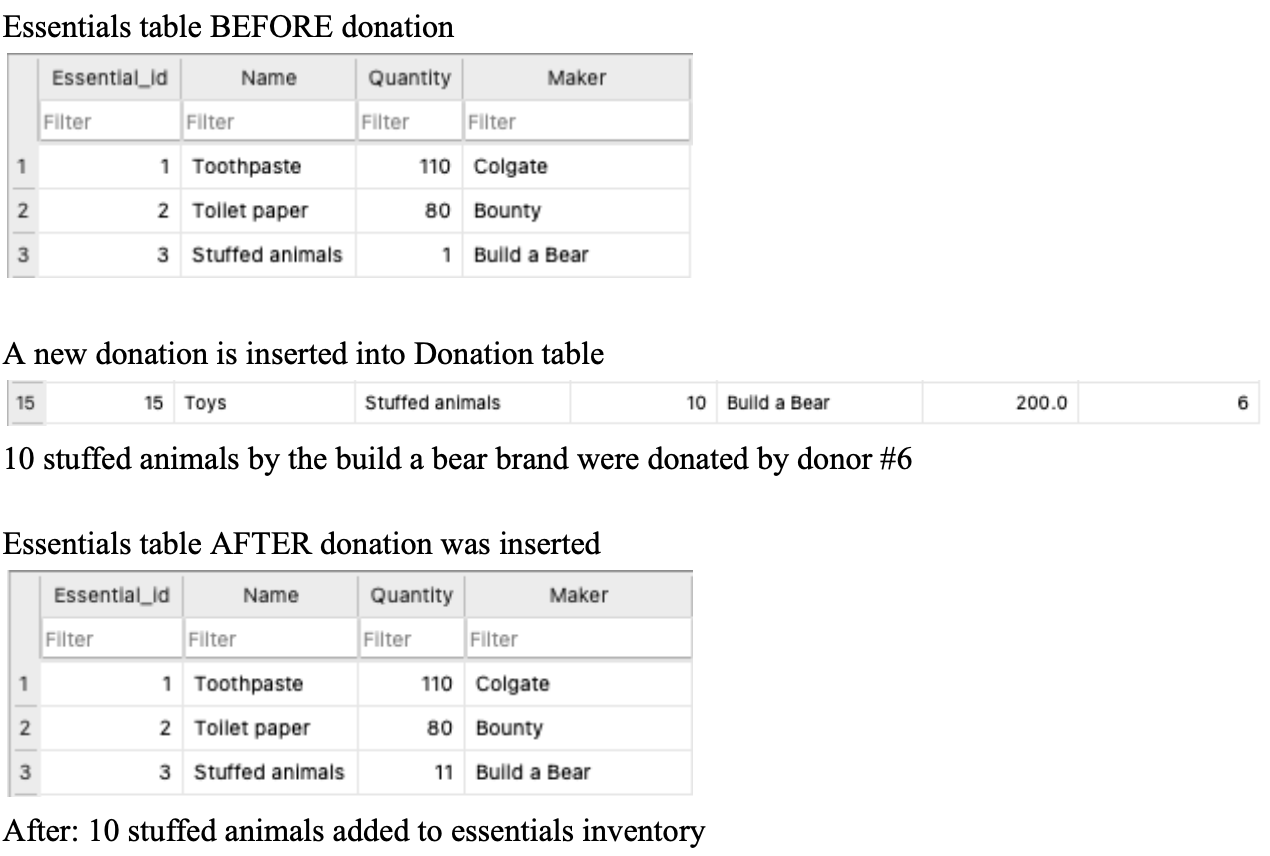 Essentials table BEFORE donation
Essential_id Name Quantity Maker
Filter Filter Filter Filter
1 1 Toothpaste 110 Colgate
2 2 Toilet paper 80 Bounty
3 3 Stuffed animals 1 Build a Bear
A new donation is inserted into Donation table
15 15 Toys Stuffed animals 10 Build a Bear 200.0 6
10 stuffed animals by the build a bear brand were donated by donor #6
Essentials table AFTER donation was inserted
Essential_id Name Quantity Maker
Filter Filter Filter Filter
1 1 Toothpaste 110 Colgate
2 2 Toilet paper 80 Bounty
3 3 Stuffed animals 11 Build a Bear
After: 10 stuffed animals added to essentials inventory